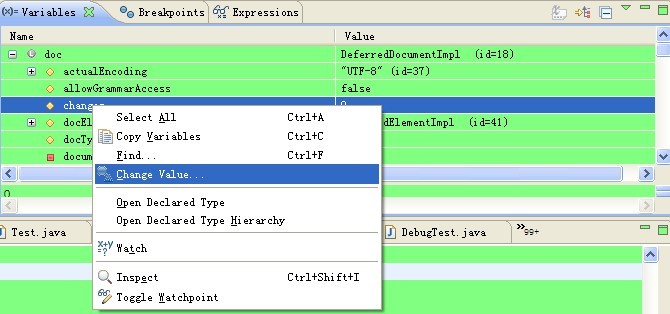 (x)= Variables Breakpoints Expressions
Name Value
doc DeferredDocumentImpl (id=18)
actualEncoding "UTF-8" (id=37)
allowGrammarAccess false
changes 0
docEl edElementImpl (id=41)
docTy
docum
Select All Ctrl+A
Copy Variables Ctrl+C
Find... Ctrl+F
Change Value...
Open Declared Type
Open Declared Type Hierarchy
x+y=? Watch
Inspect Ctrl+Shift+I
Toggle Watchpoint
0
Test.java DebugTest.java »99+